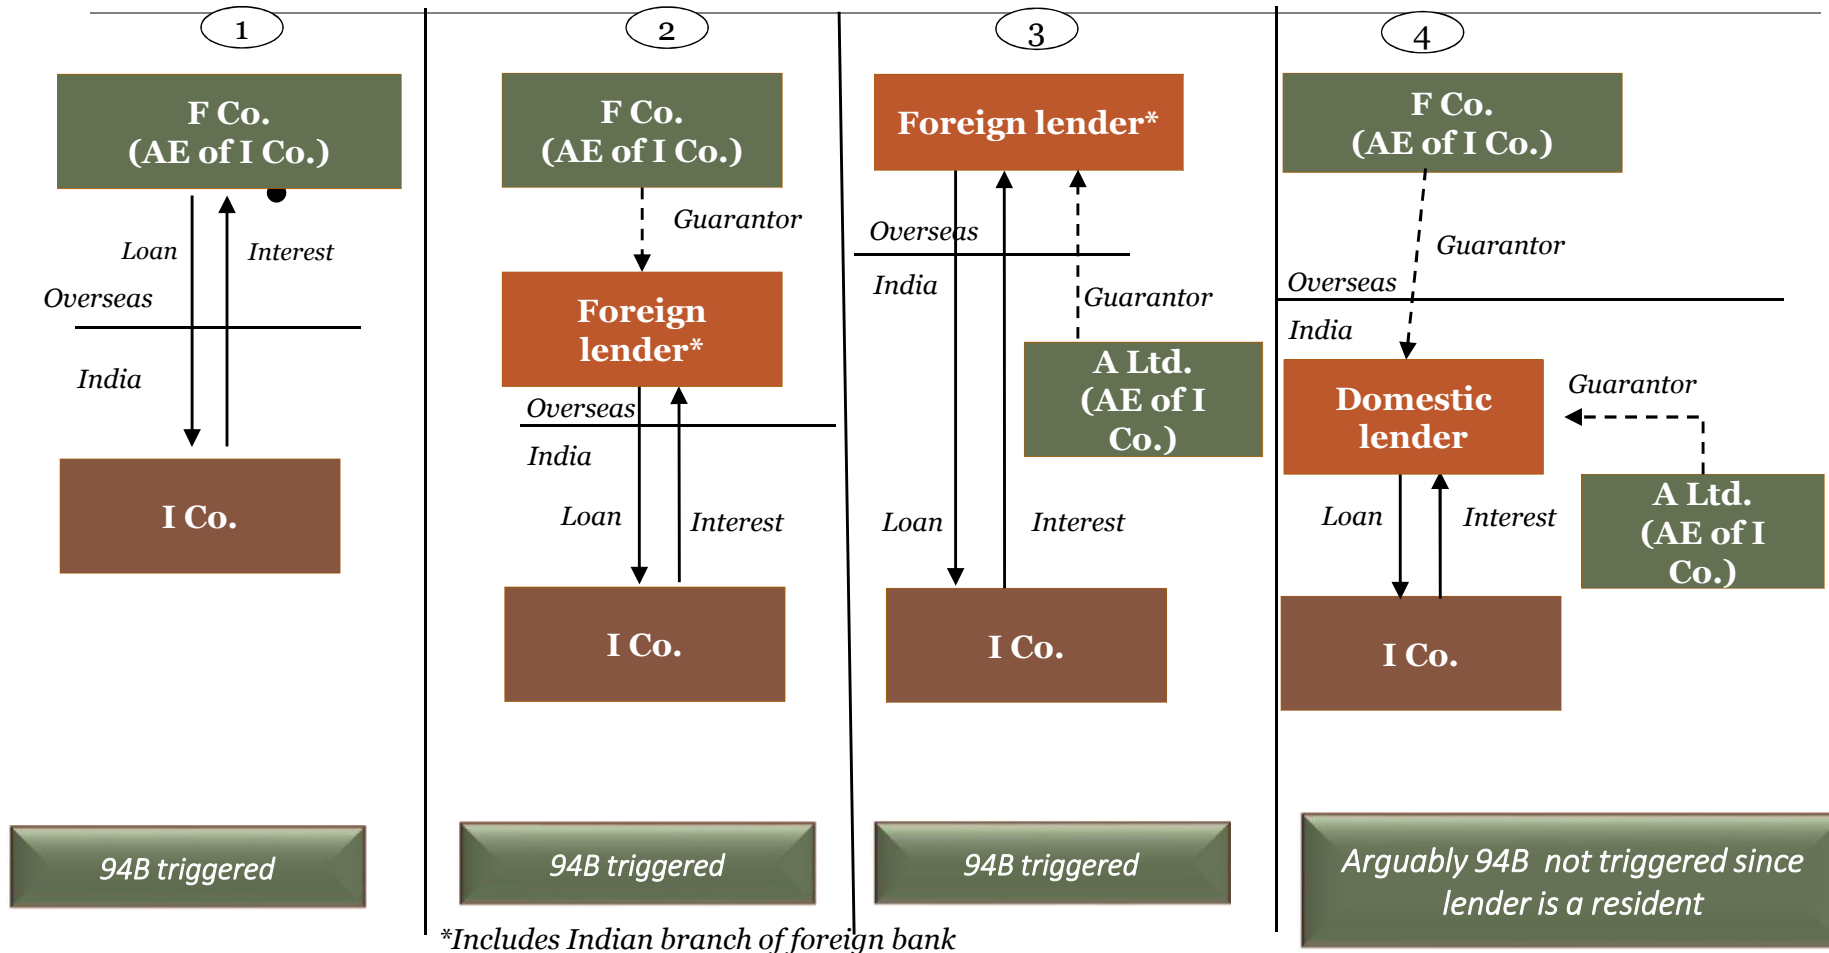 1
F Co.
(AE of I Co.)
Loan
Interest
Overseas
India
I Co.
94B triggered
2
F Co.
(AE of I Co.)
Guarantor
Foreign
lender*
Overseas
India
Loan
Interest
I Co.
94B triggered
3
Foreign lender*
Overseas
India
Guarantor
A Ltd.
(AE of I
Co.)
Loan
Interest
I Co.
94B triggered
4
F Co.
(AE of I Co.)
Guarantor
Overseas
India
Domestic
lender
Guarantor
A Ltd.
(AE of I
Co.)
Loan
Interest
I Co.
Arguably 94B not triggered since
lender is a resident
*Includes Indian branch of foreign bank